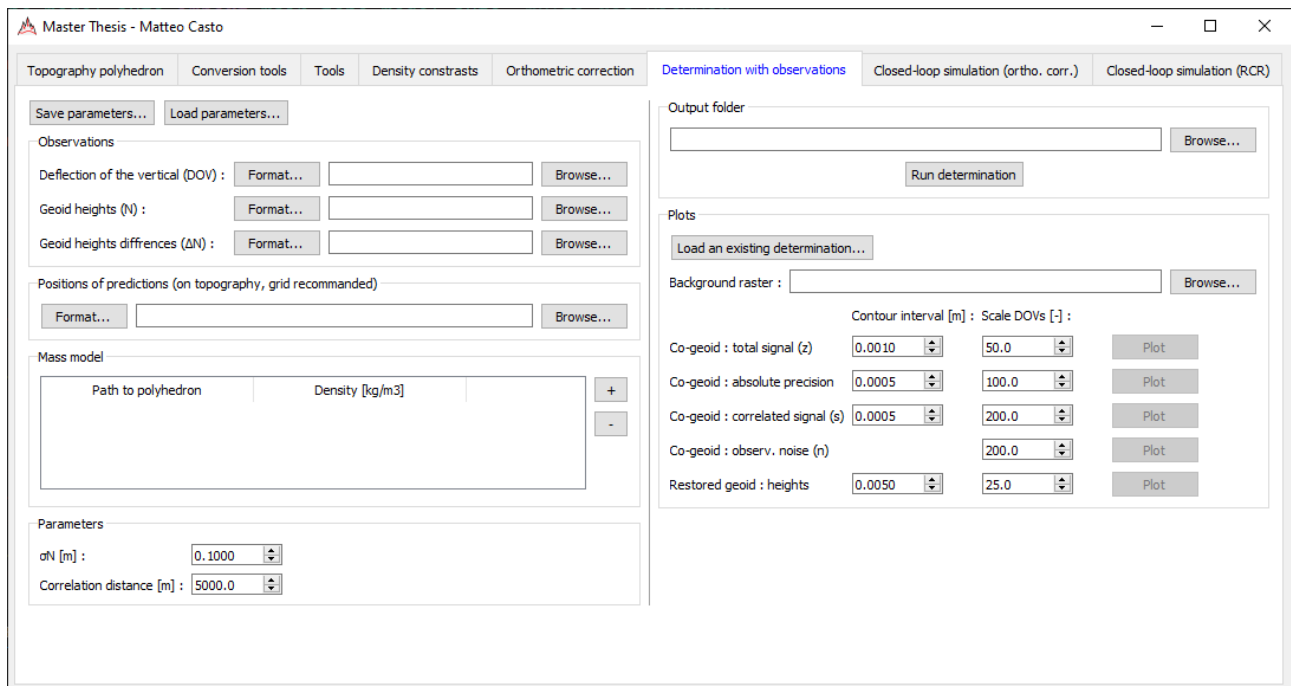 Master Thesis - Matteo Casto
Topography polyhedron Conversion tools Tools Density constrasts Orthometric correction Determination with observations Closed-loop simulation (ortho. corr.) Closed-loop simulation (RCR)
Save parameters... Load parameters...
Observations
Deflection of the vertical (DOV) : Format... Browse...
Geoid heights (N) : Format... Browse...
Geoid heights diffrences (ΔN) : Format... Browse...
Positions of predictions (on topography, grid recommanded)
Format... Browse...
Mass model
Path to polyhedron Density [kg/m3]
+
-
Parameters
σN [m] : 0.1000
Correlation distance [m] : 5000.0
Output folder
Browse...
Run determination
Plots
Load an existing determination...
Background raster : Browse...
Contour interval [m] : Scale DOVs [-] :
Co-geoid : total signal (z) 0.0010 50.0 Plot
Co-geoid : absolute precision 0.0005 100.0 Plot
Co-geoid : correlated signal (s) 0.0005 200.0 Plot
Co-geoid : observ. noise (n) 200.0 Plot
Restored geoid : heights 0.0050 25.0 Plot